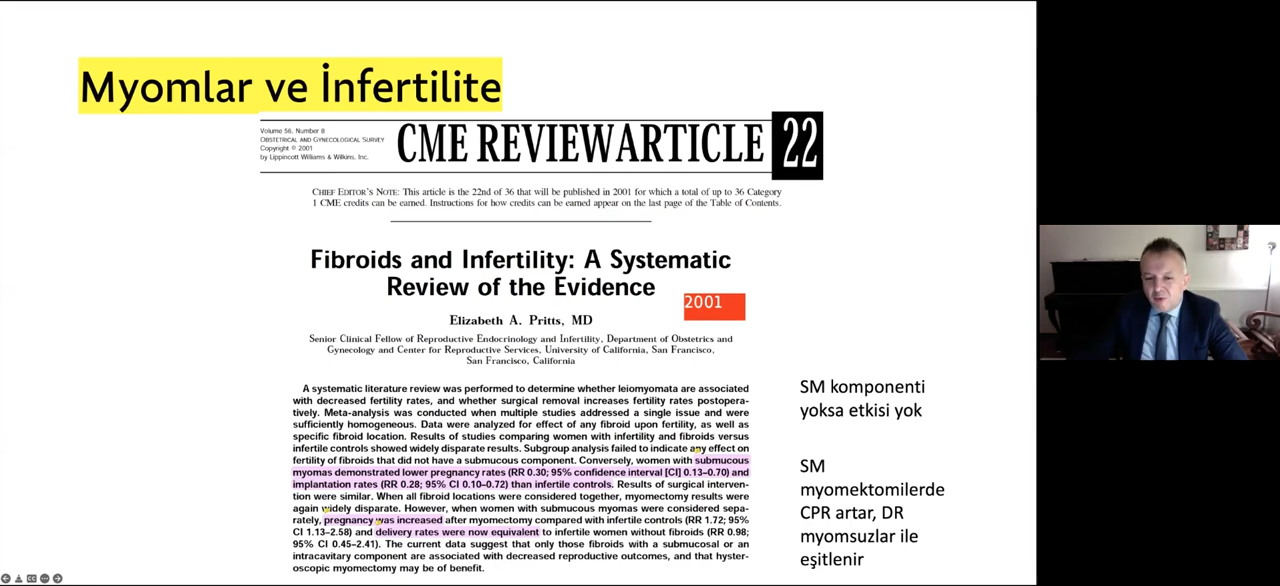 Myomlar ve İnfertilite
Volume 56, Number 8
OBSTETRICAL AND GYNECOLOGICAL SURVEY
Copyright © 2001
by Lippincott Williams & Wilkins, Inc.
CME REVIEWARTICLE
22
CHIEF EDITOR'S NOTE: This article is the 22nd of 36 that will be published in 2001 for which a total of up to 36 Category
1 CME credits can be earned. Instructions for how credits can be earned appear on the last page of the Table of Contents.
Fibroids and Infertility: A Systematic
Review of the Evidence
2001
Elizabeth A. Pritts, MD
Senior Clinical Fellow of Reproductive Endocrinology and Infertility, Department of Obstetrics and
Gynecology and Center for Reproductive Services, University of California, San Francisco,
San Francisco, California
A systematic literature review was performed to determine whether leiomyomata are associated
with decreased fertility rates, and whether surgical removal increases fertility rates postopera-
tively. Meta-analysis was conducted when multiple studies addressed a single issue and were
sufficiently homogeneous. Data were analyzed for effect of any fibroid upon fertility, as well as
specific fibroid location. Results of studies comparing women with infertility and fibroids versus
infertile controls showed widely disparate results. Subgroup analysis failed to indicate any effect on
fertility of fibroids that did not have a submucous component. Conversely, women with submucous
myomas demonstrated lower pregnancy rates (RR 0.30; 95% confidence interval [CI] 0.13–0.70) and
implantation rates (RR 0.28; 95% CI 0.10–0.72) than infertile controls. Results of surgical interven-
tion were similar. When all fibroid locations were considered together, myomectomy results were
again widely disparate. However, when women with submucous myomas were considered sepa-
rately, pregnancy was increased after myomectomy compared with infertile controls (RR 1.72; 95%
CI 1.13–2.58) and delivery rates were now equivalent to infertile women without fibroids (RR 0.98;
95% CI 0.45–2.41). The current data suggest that only those fibroids with a submucosal or an
intracavitary component are associated with decreased reproductive outcomes, and that hyster-
oscopic myomectomy may be of benefit.
SM komponenti
yoksa etkisi yok
SM
myomektomilerde
CPR artar, DR
myomsuzlar ile
eşitlenir